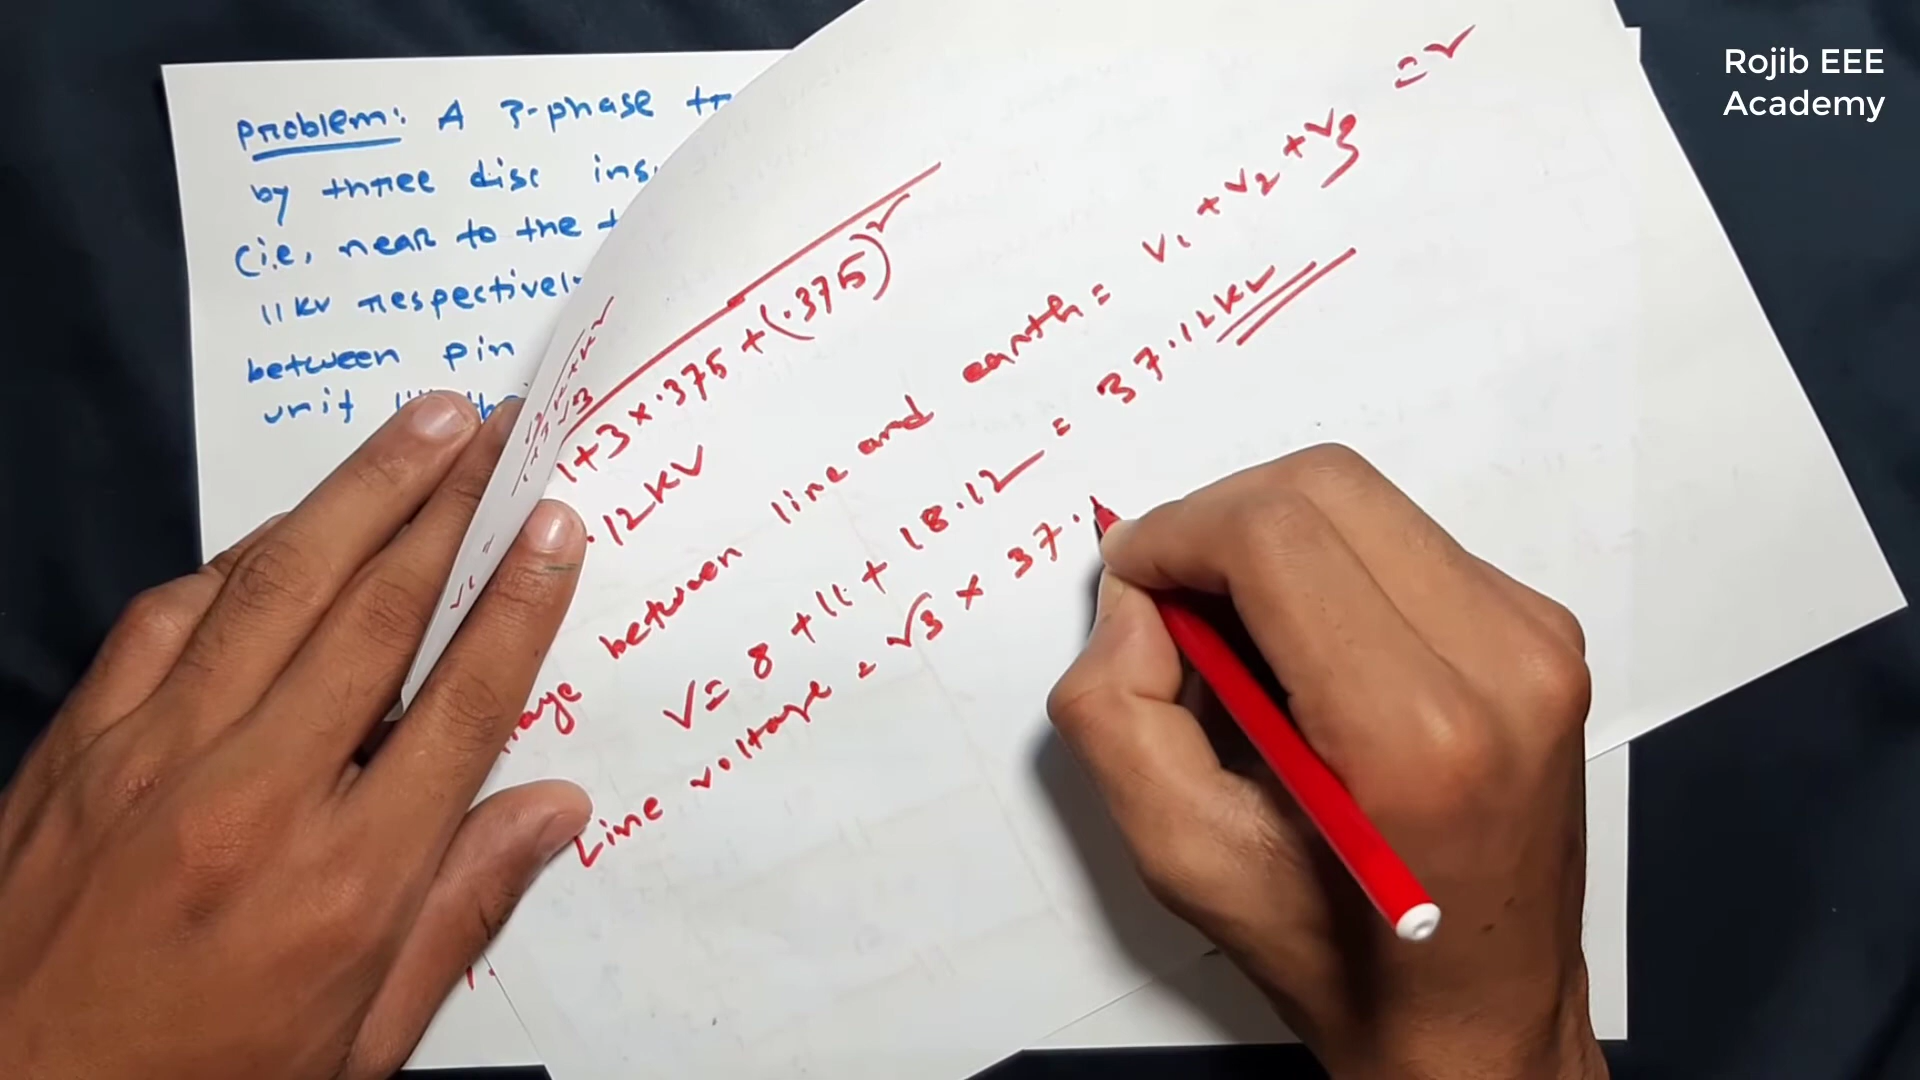 Rojib EEE
Academy
Problem: A 3-phase
by three disc
(i.e, near to the
11 kv respectively
between pin
unit
1+3×.375+(.375)²
.12KV
between line and earth = V₁ + V₂ + V₃ = V
V = 8 + 11 + 18.12 = 37.12kv
Line voltage = √3 × 37.